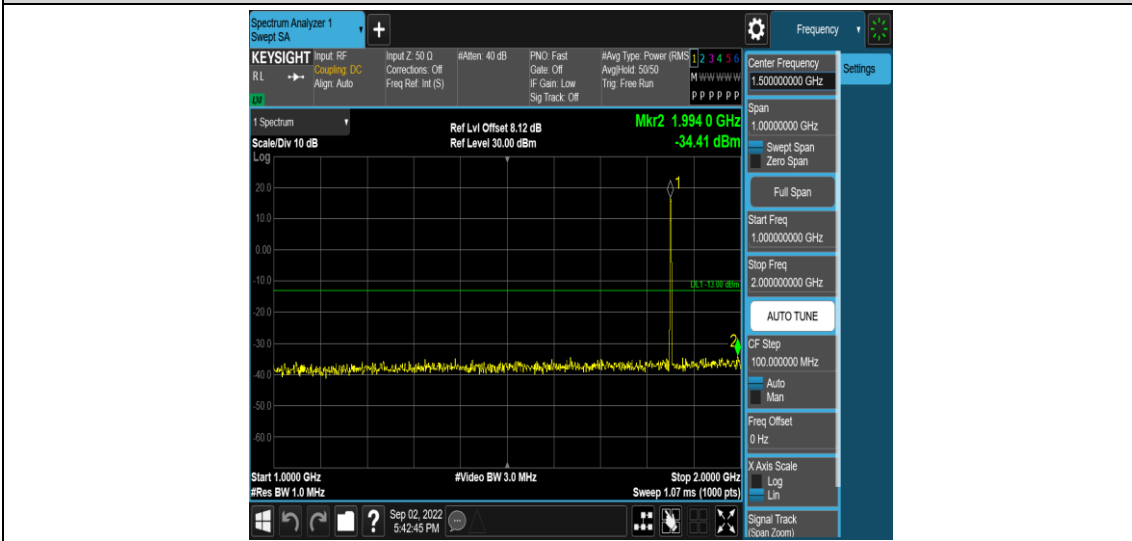 Spectrum Analyzer 1
Swept SA
+
Frequency
KEYSIGHT
RL
LXI
Input: RF
Coupling: DC
Align: Auto
Input Z: 50 Ω
Corrections: Off
Freq Ref: Int (S)
#Atten: 40 dB
PNO: Fast
Gate: Off
IF Gain: Low
Sig Track: Off
#Avg Type: Power (RMS
Avg|Hold: 50/50
Trig: Free Run
1 2 3 4 5 6
M W W W W W
P P P P P P
Center Frequency
1.500000000 GHz
Settings
Span
1.00000000 GHz
Swept Span
Zero Span
Full Span
Start Freq
1.000000000 GHz
Stop Freq
2.000000000 GHz
AUTO TUNE
CF Step
100.000000 MHz
Auto
Man
Freq Offset
0 Hz
X Axis Scale
Log
Lin
Signal Track
(Span Zoom)
1 Spectrum
Scale/Div 10 dB
Log
Ref Lvl Offset 8.12 dB
Ref Level 30.00 dBm
Mkr2 1.994 0 GHz
-34.41 dBm
20.0
10.0
0.00
-10.0
-20.0
-30.0
-40.0
-50.0
-60.0
1
DL1 -13.00 dBm
2
Start 1.0000 GHz
#Res BW 1.0 MHz
#Video BW 3.0 MHz
Stop 2.0000 GHz
Sweep 1.07 ms (1000 pts)
?
Sep 02, 2022
5:42:45 PM